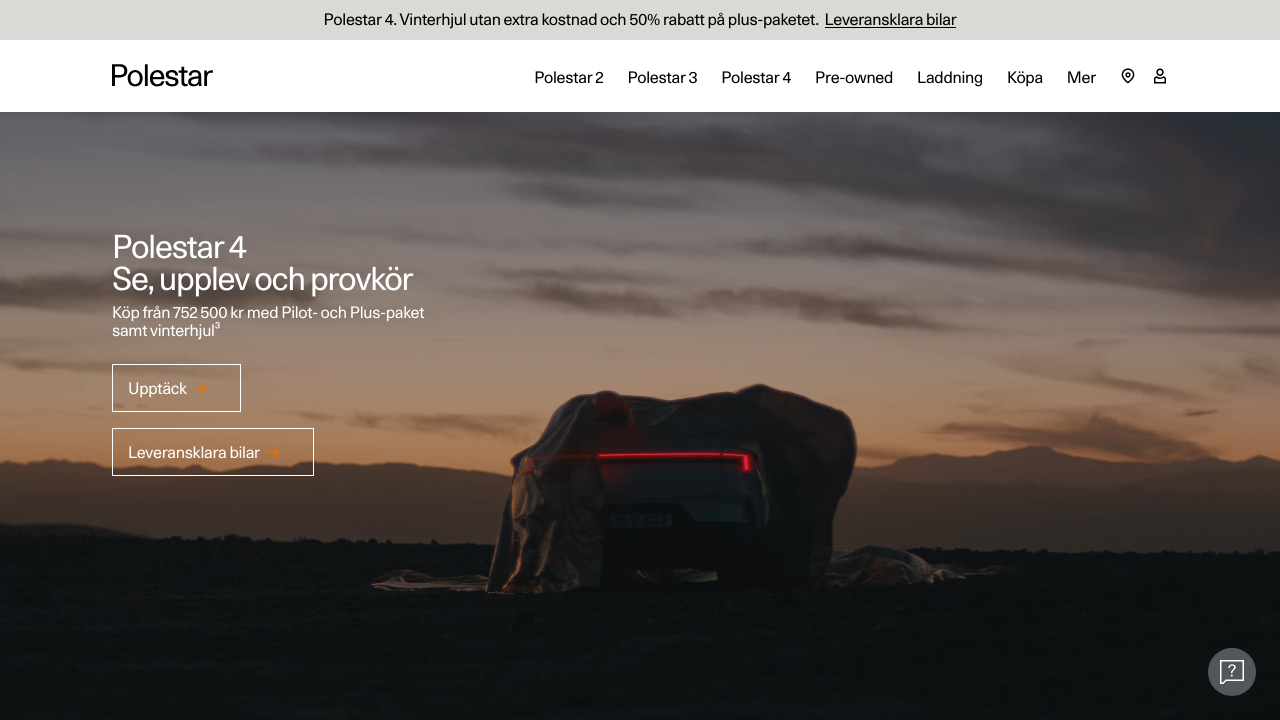 Polestar 4. Vinterhjul utan extra kostnad och 50% rabatt på plus-paketet. Leveransklara bilar
Polestar
Polestar 2
Polestar 3
Polestar 4
Pre-owned
Laddning
Köpa
Mer
Polestar 4
Se, upplev och provkör
Köp från 752 500 kr med Pilot- och Plus-paket
samt vinterhjul³
Upptäck
Leveransklara bilar